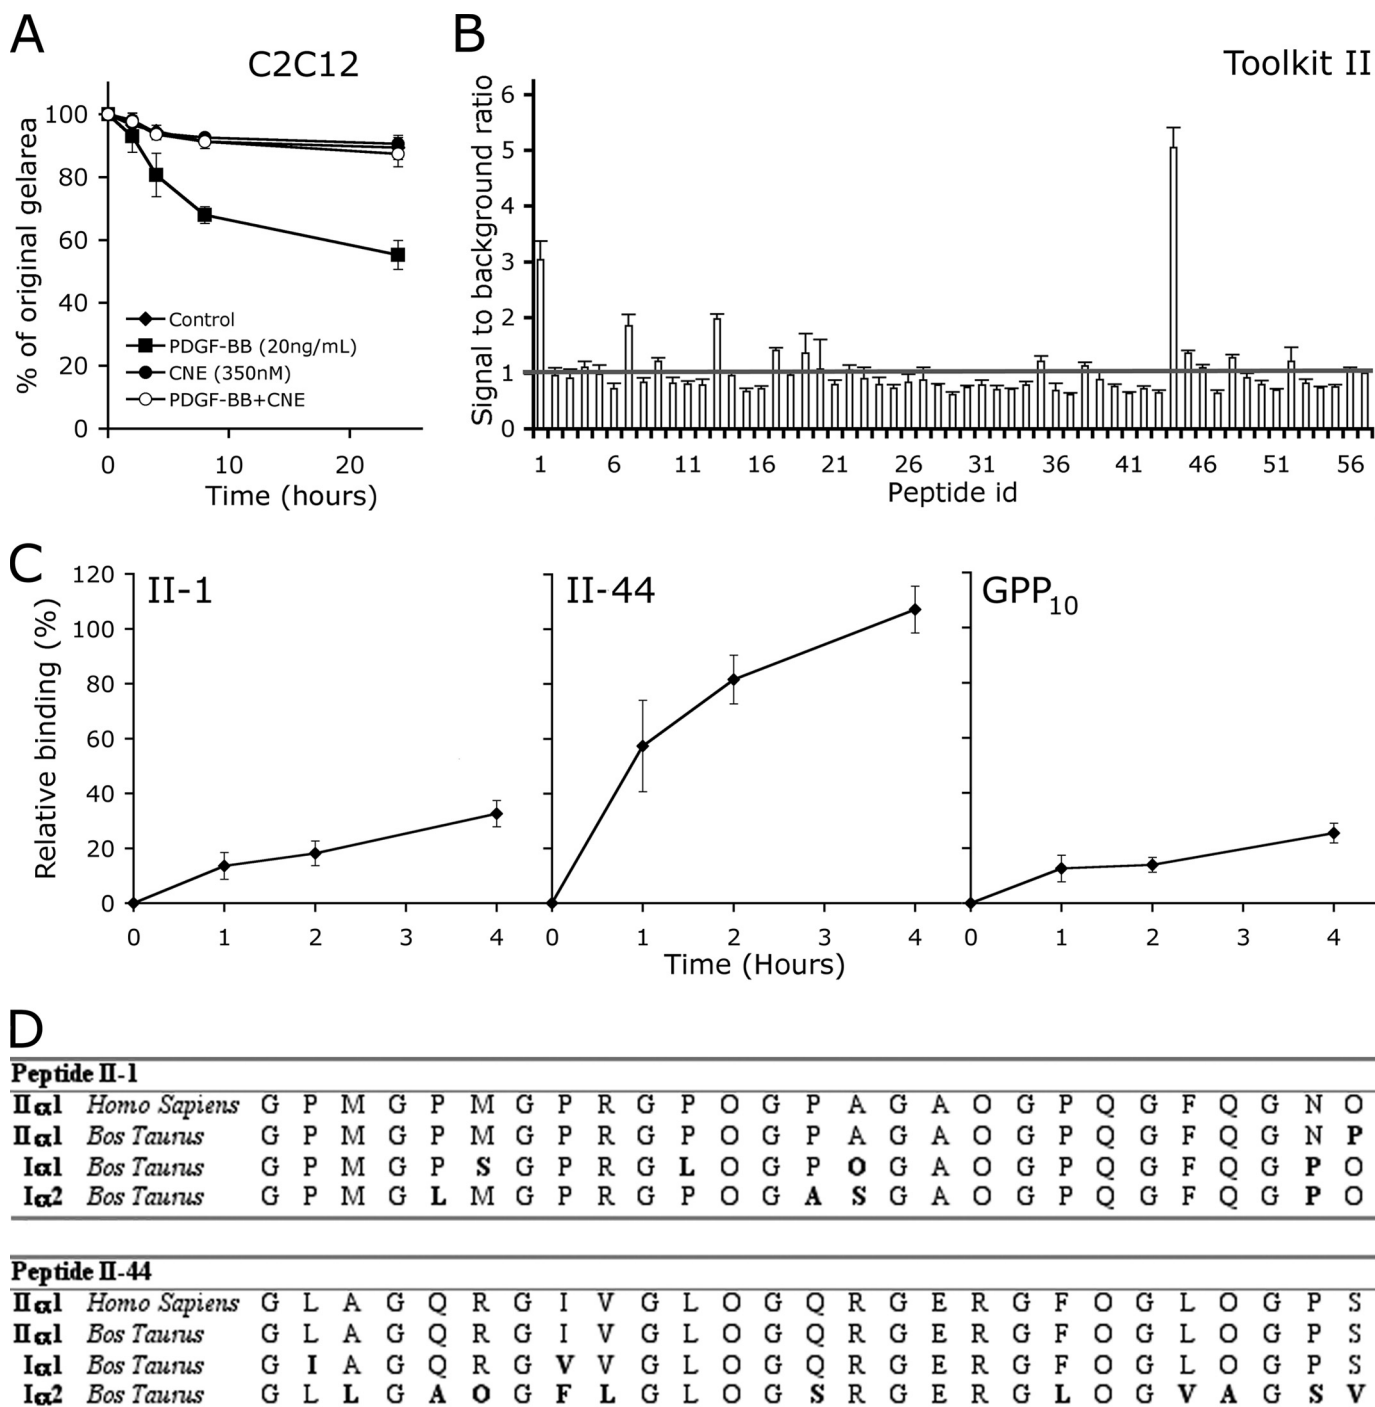 A
C2C12
% of original gelarea
100
80
60
40
20
0
Control
PDGF-BB (20ng/mL)
CNE (350nM)
PDGF-BB+CNE
0 10 20
Time (hours)
B
Toolkit II
Signal to background ratio
6
5
4
3
2
1
0
1 6 11 16 21 26 31 36 41 46 51 56
Peptide id
C
Relative binding (%)
120
100
80
60
40
20
0
II-1
II-44
GPP10
0 1 2 3 4
0 1 2 3 4
0 1 2 3 4
Time (Hours)
D
Peptide II-1
IIα1 Homo Sapiens G P M G P M G P R G P O G P A G A O G P Q G F Q G N O
IIα1 Bos Taurus G P M G P M G P R G P O G P A G A O G P Q G F Q G N P
Iα1 Bos Taurus G P M G P S G P R G L O G P O G A O G P Q G F Q G P O
Iα2 Bos Taurus G P M G L M G P R G P O G A S G A O G P Q G F Q G P O
Peptide II-44
IIα1 Homo Sapiens G L A G Q R G I V G L O G Q R G E R G F O G L O G P S
IIα1 Bos Taurus G L A G Q R G I V G L O G Q R G E R G F O G L O G P S
Iα1 Bos Taurus G I A G Q R G V V G L O G Q R G E R G F O G L O G P S
Iα2 Bos Taurus G L L G A O G F L G L O G S R G E R G L O G V A G S V